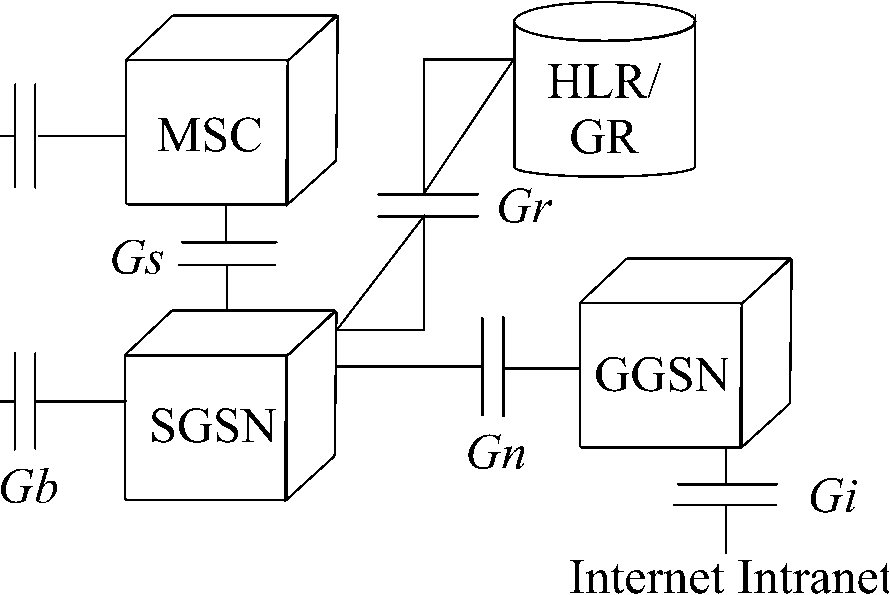 HLR/
GR
MSC
Gr
Gs
GGSN
SGSN
Gn
Gb
Gi
Internet Intranet